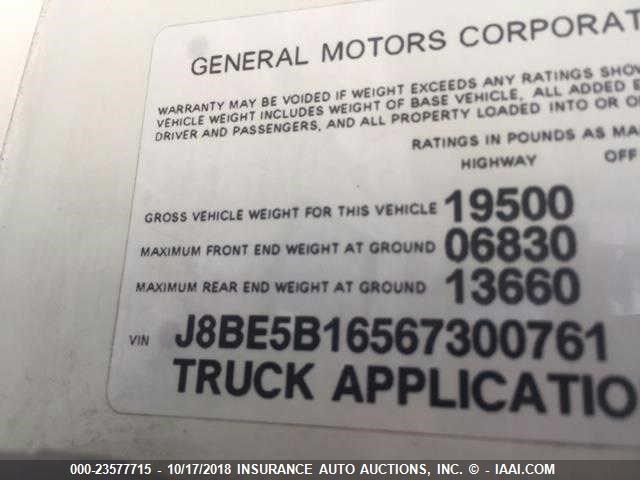 GENERAL MOTORS CORPORAT
WARRANTY MAY BE VOIDED IF WEIGHT EXCEEDS ANY RATINGS SHOW
VEHICLE WEIGHT INCLUDES WEIGHT OF BASE VEHICLE, ALL ADDED E
DRIVER AND PASSENGERS, AND ALL PROPERTY LOADED INTO OR O
RATINGS IN POUNDS AS MA
HIGHWAY OFF
GROSS VEHICLE WEIGHT FOR THIS VEHICLE 19500
MAXIMUM FRONT END WEIGHT AT GROUND 06830
MAXIMUM REAR END WEIGHT AT GROUND 13660
VIN J8BE5B16567300761
TRUCK APPLICATIO
000-23577715 - 10/17/2018 INSURANCE AUTO AUCTIONS, INC. © - IAAI.COM